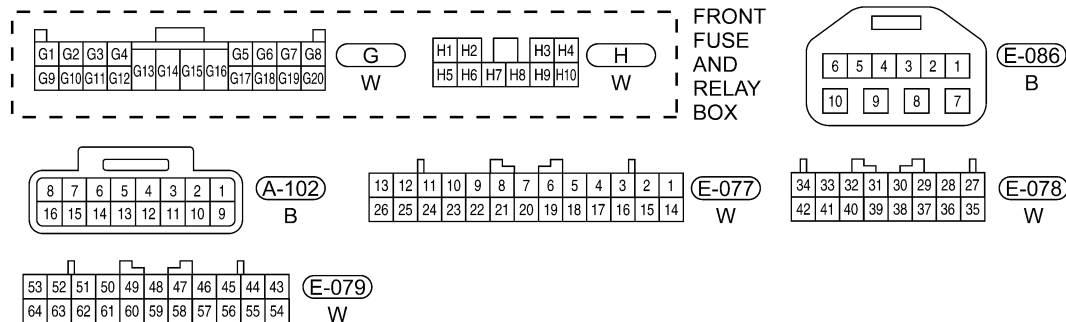 G1 G2 G3 G4 G5 G6 G7 G8
G13 G14 G15 G16
G9 G10 G11 G12 G17 G18 G19 G20
G
W
H1 H2 H3 H4
H5 H6 H7 H8 H9 H10
H
W
FRONT
FUSE
AND
RELAY
BOX
6 5 4 3 2 1
10 9 8 7
E-086
B
8 7 6 5 4 3 2 1
16 15 14 13 12 11 10 9
A-102
B
13 12 11 10 9 8 7 6 5 4 3 2 1
26 25 24 23 22 21 20 19 18 17 16 15 14
E-077
W
34 33 32 31 30 29 28 27
42 41 40 39 38 37 36 35
E-078
W
53 52 51 50 49 48 47 46 45 44 43
64 63 62 61 60 59 58 57 56 55 54
E-079
W